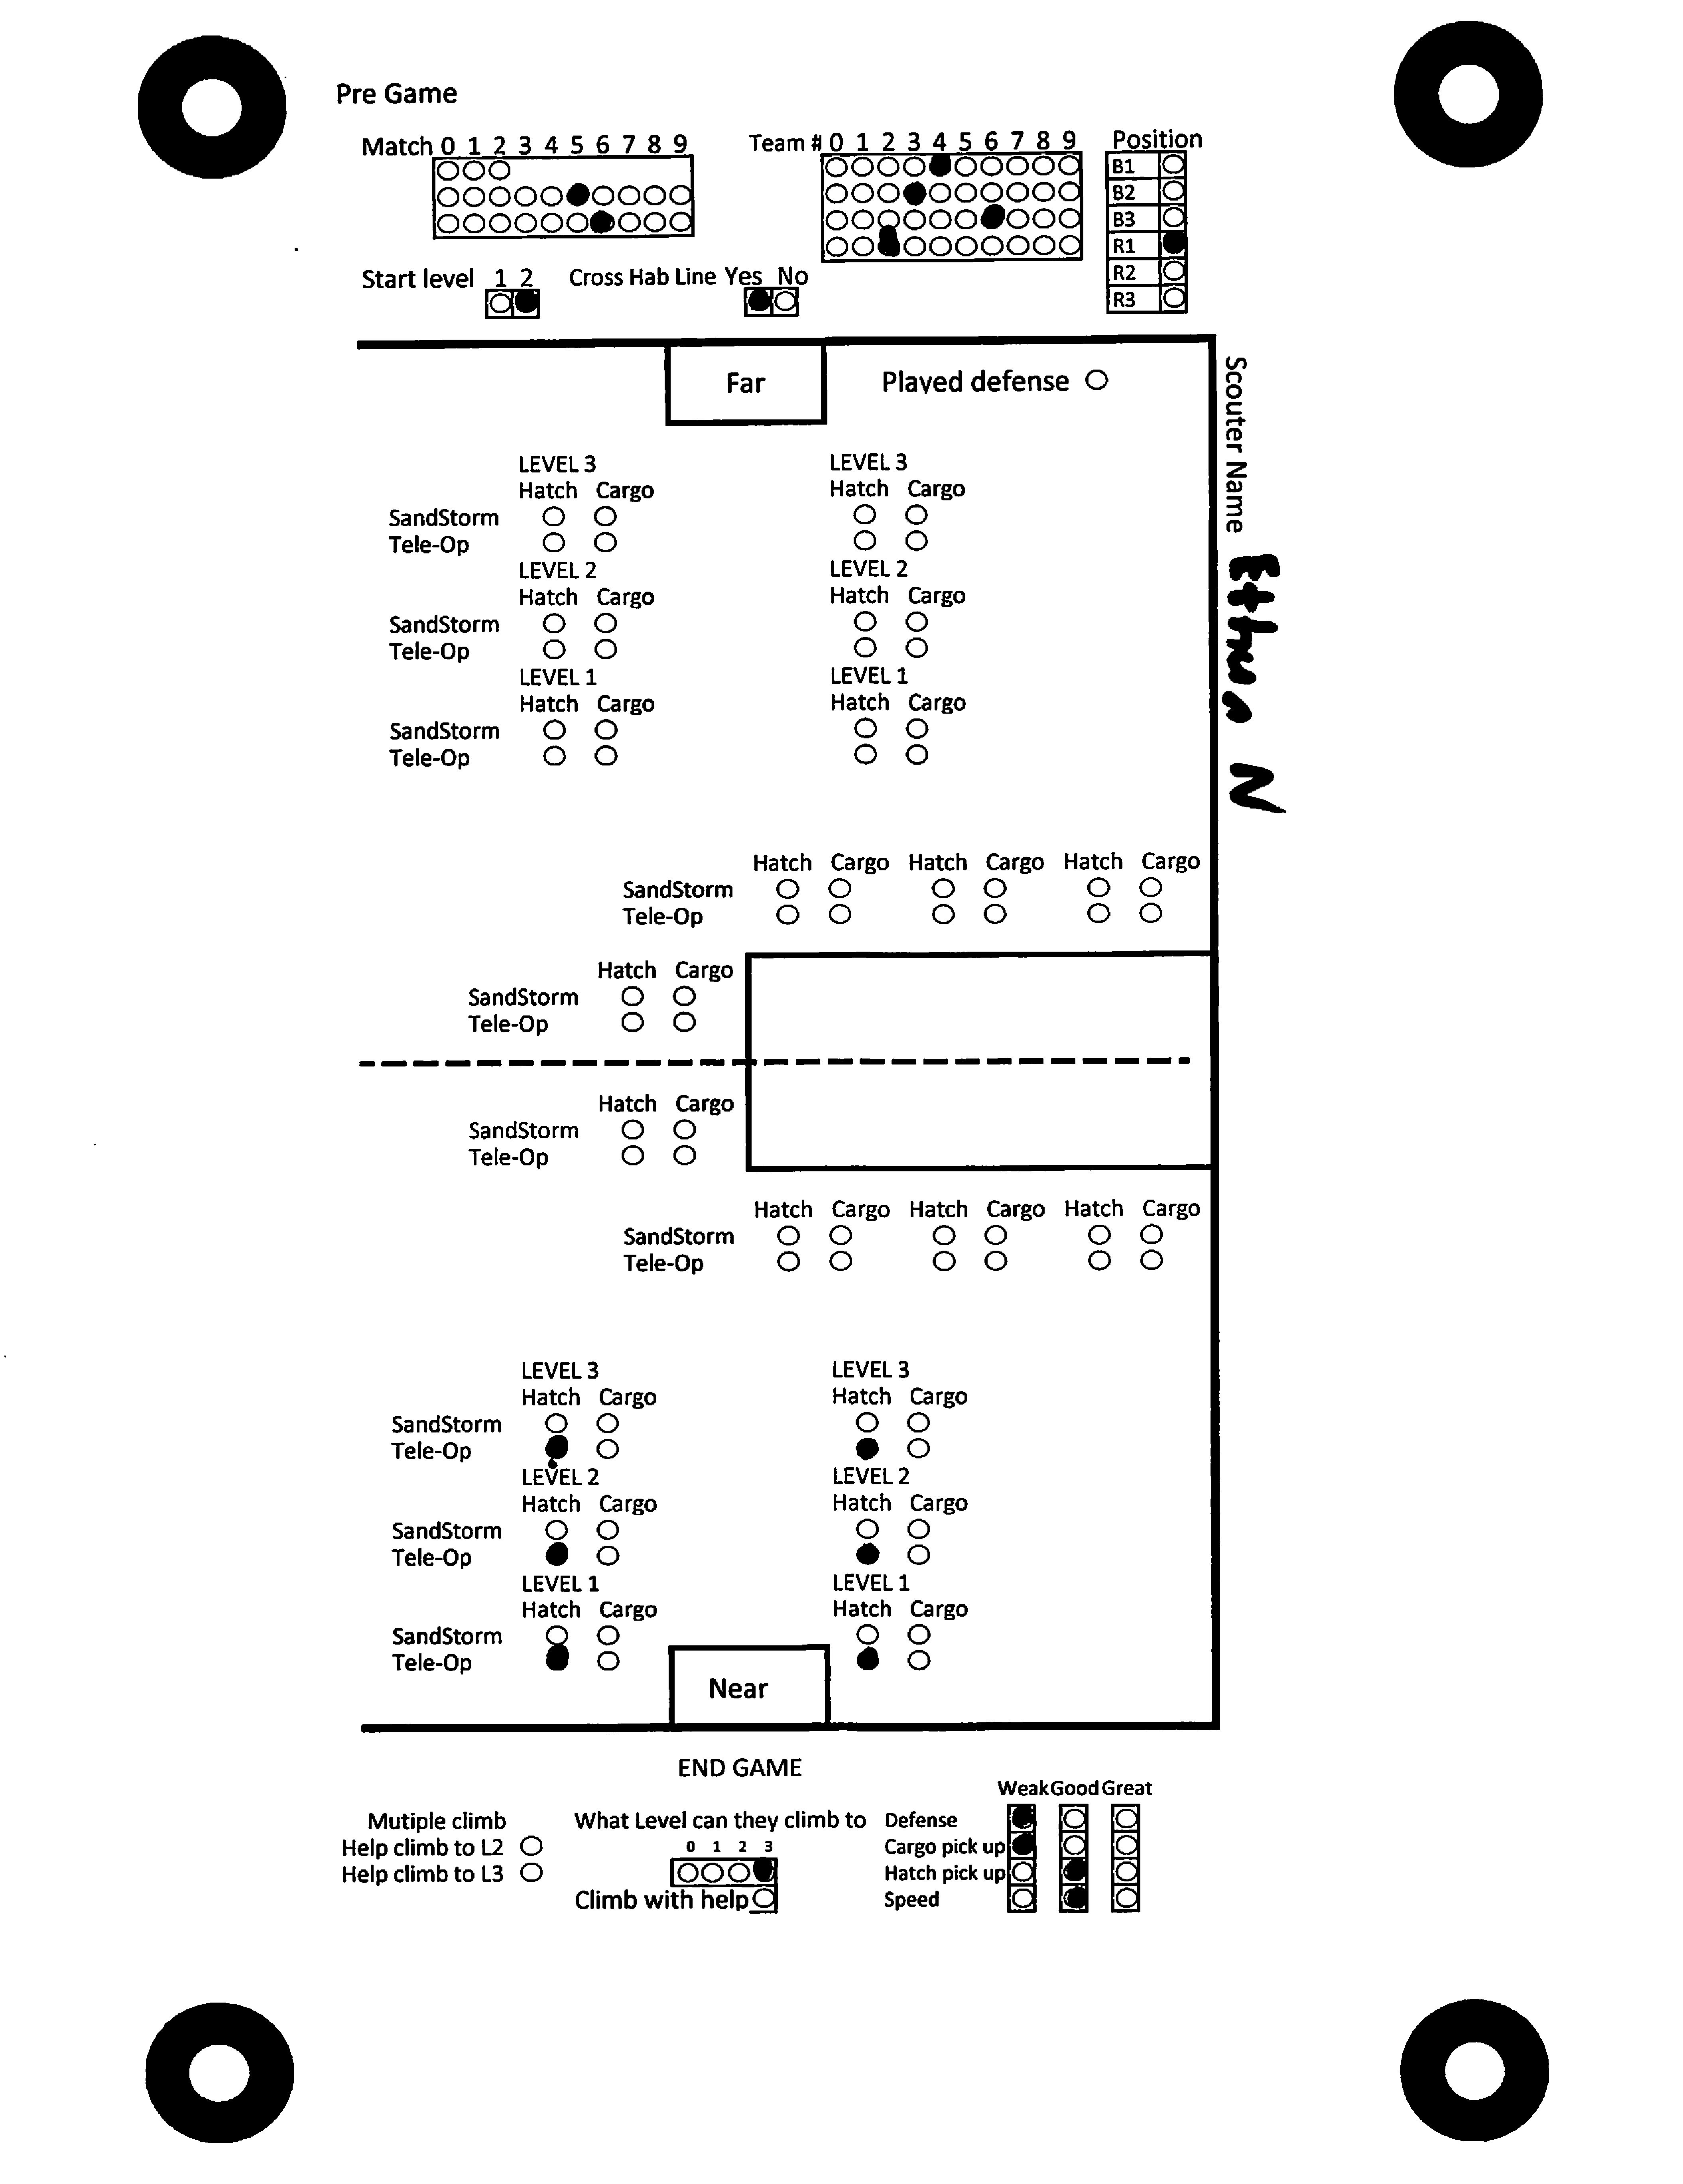 Pre Game
Match 0 1 2 3 4 5 6 7 8 9
Team # 0 1 2 3 4 5 6 7 8 9
Position
B1
B2
B3
R1
R2
R3
Start level 1 2
Cross Hab Line Yes No
Far
Played defense
Scouter Name Ethan N
LEVEL 3 LEVEL 3
Hatch Cargo Hatch Cargo
SandStorm
Tele-Op
LEVEL 2 LEVEL 2
Hatch Cargo Hatch Cargo
SandStorm
Tele-Op
LEVEL 1 LEVEL 1
Hatch Cargo Hatch Cargo
SandStorm
Tele-Op
Hatch Cargo Hatch Cargo Hatch Cargo
SandStorm
Tele-Op
Hatch Cargo
SandStorm
Tele-Op
Hatch Cargo
SandStorm
Tele-Op
Hatch Cargo Hatch Cargo Hatch Cargo
SandStorm
Tele-Op
LEVEL 3 LEVEL 3
Hatch Cargo Hatch Cargo
SandStorm
Tele-Op
LEVEL 2 LEVEL 2
Hatch Cargo Hatch Cargo
SandStorm
Tele-Op
LEVEL 1 LEVEL 1
Hatch Cargo Hatch Cargo
SandStorm
Tele-Op
Near
END GAME
Mutiple climb
Help climb to L2
Help climb to L3
What Level can they climb to
0 1 2 3
Climb with help
Weak Good Great
Defense
Cargo pick up
Hatch pick up
Speed